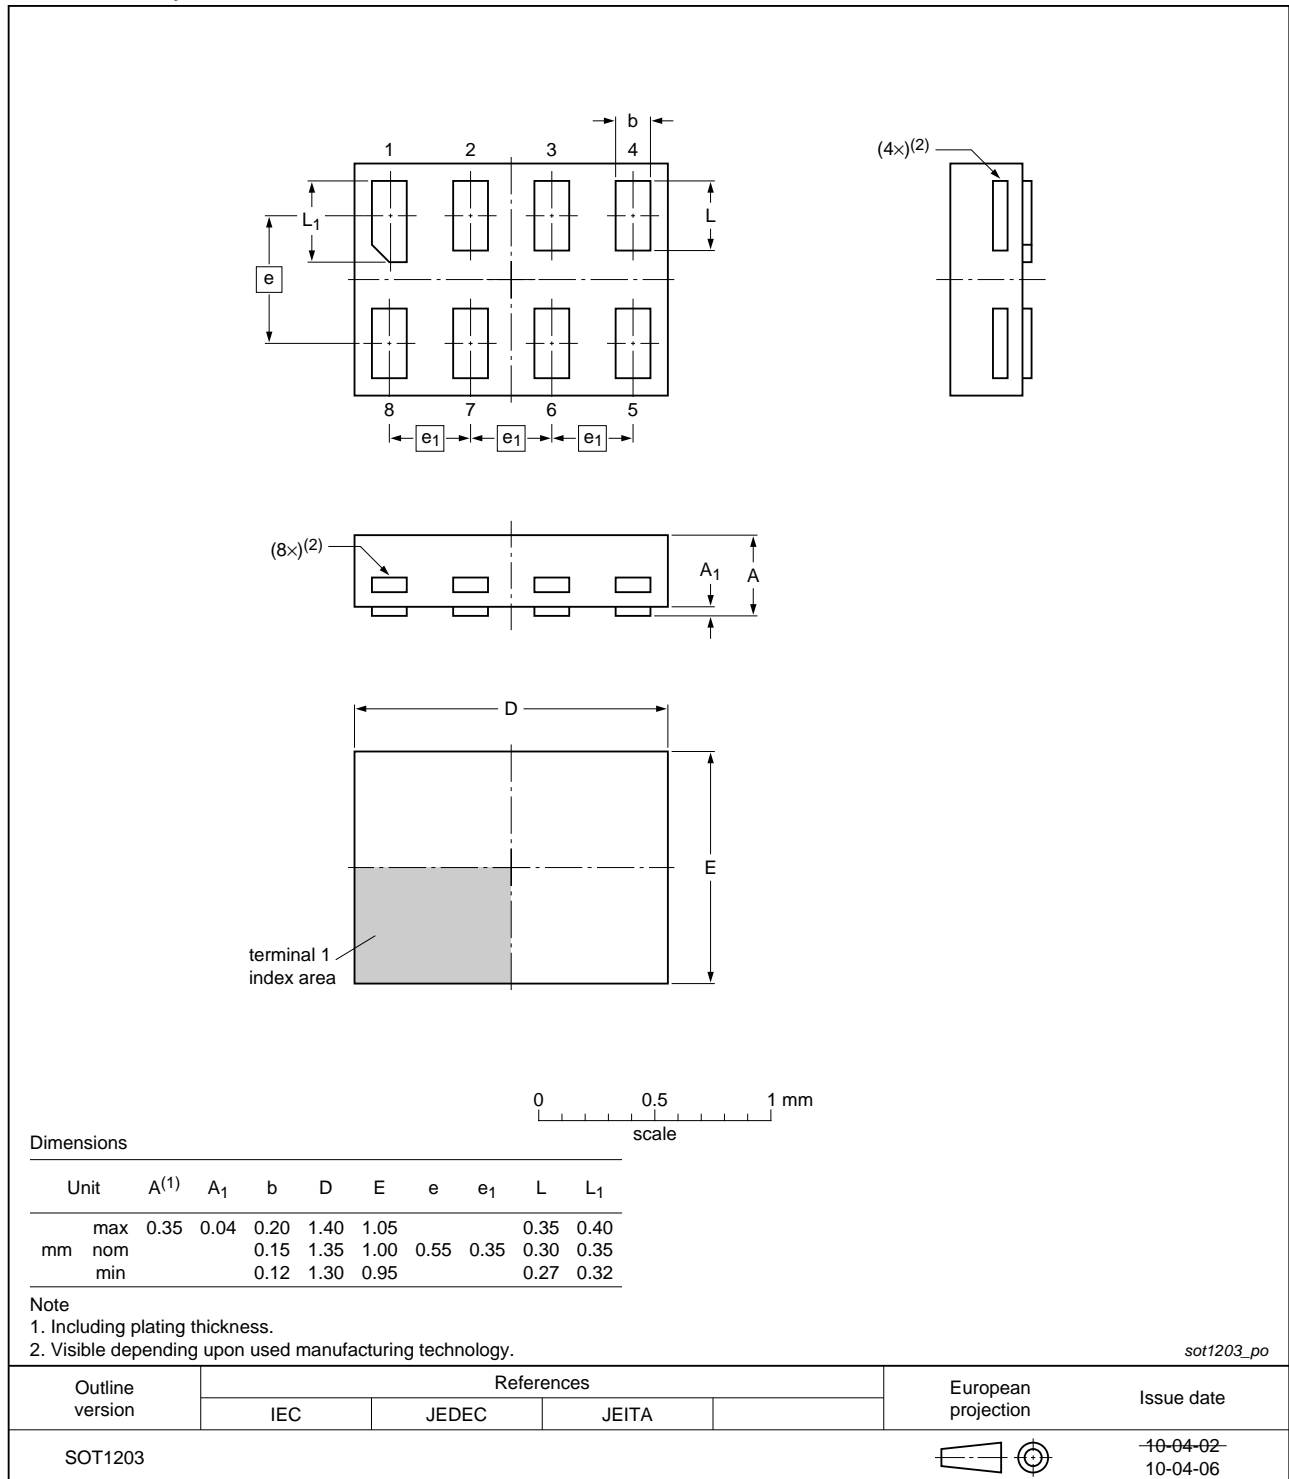 b
1 2 3 4
(4×)(2)
L1
L
e
8 7 6 5
e1 e1 e1
(8×)(2)
A1 A
D
E
terminal 1
index area
0 0.5 1 mm
scale
Dimensions
Unit A(1) A1 b D E e e1 L L1
max 0.35 0.04 0.20 1.40 1.05 0.35 0.40
mm nom 0.15 1.35 1.00 0.55 0.35 0.30 0.35
min 0.12 1.30 0.95 0.27 0.32
Note
1. Including plating thickness.
2. Visible depending upon used manufacturing technology.
sot1203_po
Outline version
References
IEC JEDEC JEITA
European projection
Issue date
SOT1203
10-04-02
10-04-06